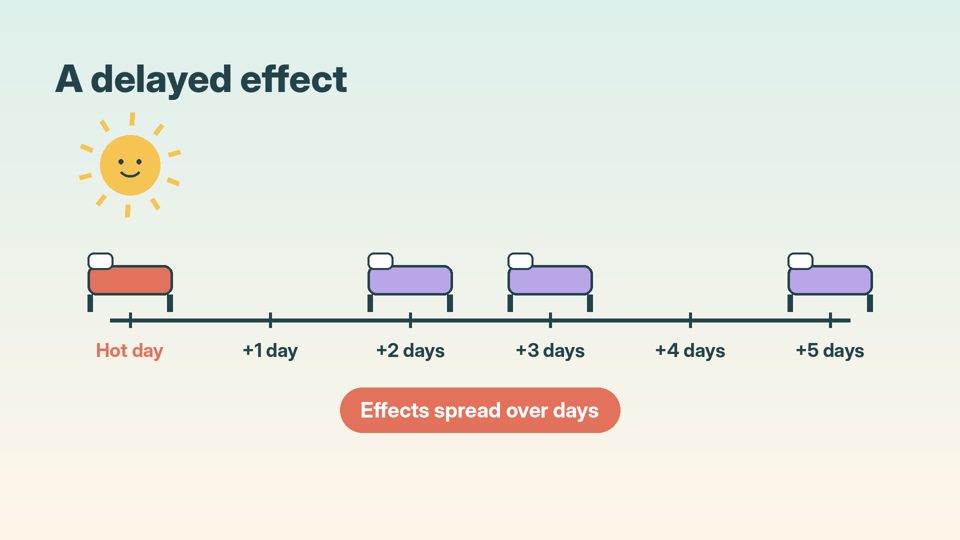 A delayed effect
Hot day
+1 day
+2 days
+3 days
+4 days
+5 days
Effects spread over days